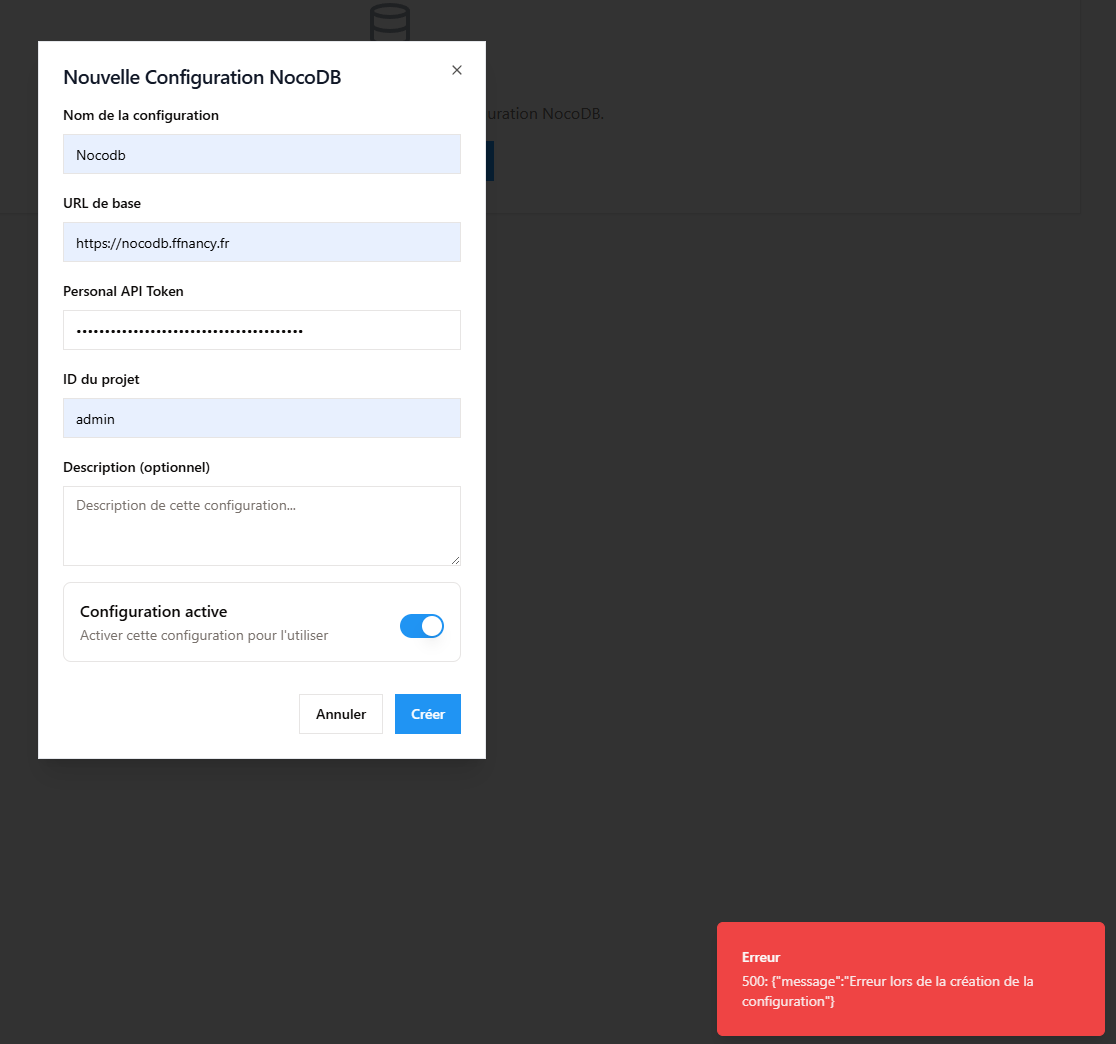 Nouvelle Configuration NocoDB
Nom de la configuration
uration NocoDB.
Nocodb
URL de base
https://nocodb.ffnancy.fr
Personal API Token
••••••••••••••••••••••••••••••••••••••••
ID du projet
admin
Description (optionnel)
Description de cette configuration...
Configuration active
Activer cette configuration pour l'utiliser
Annuler
Créer
Erreur
500: {"message":"Erreur lors de la création de la
configuration"}